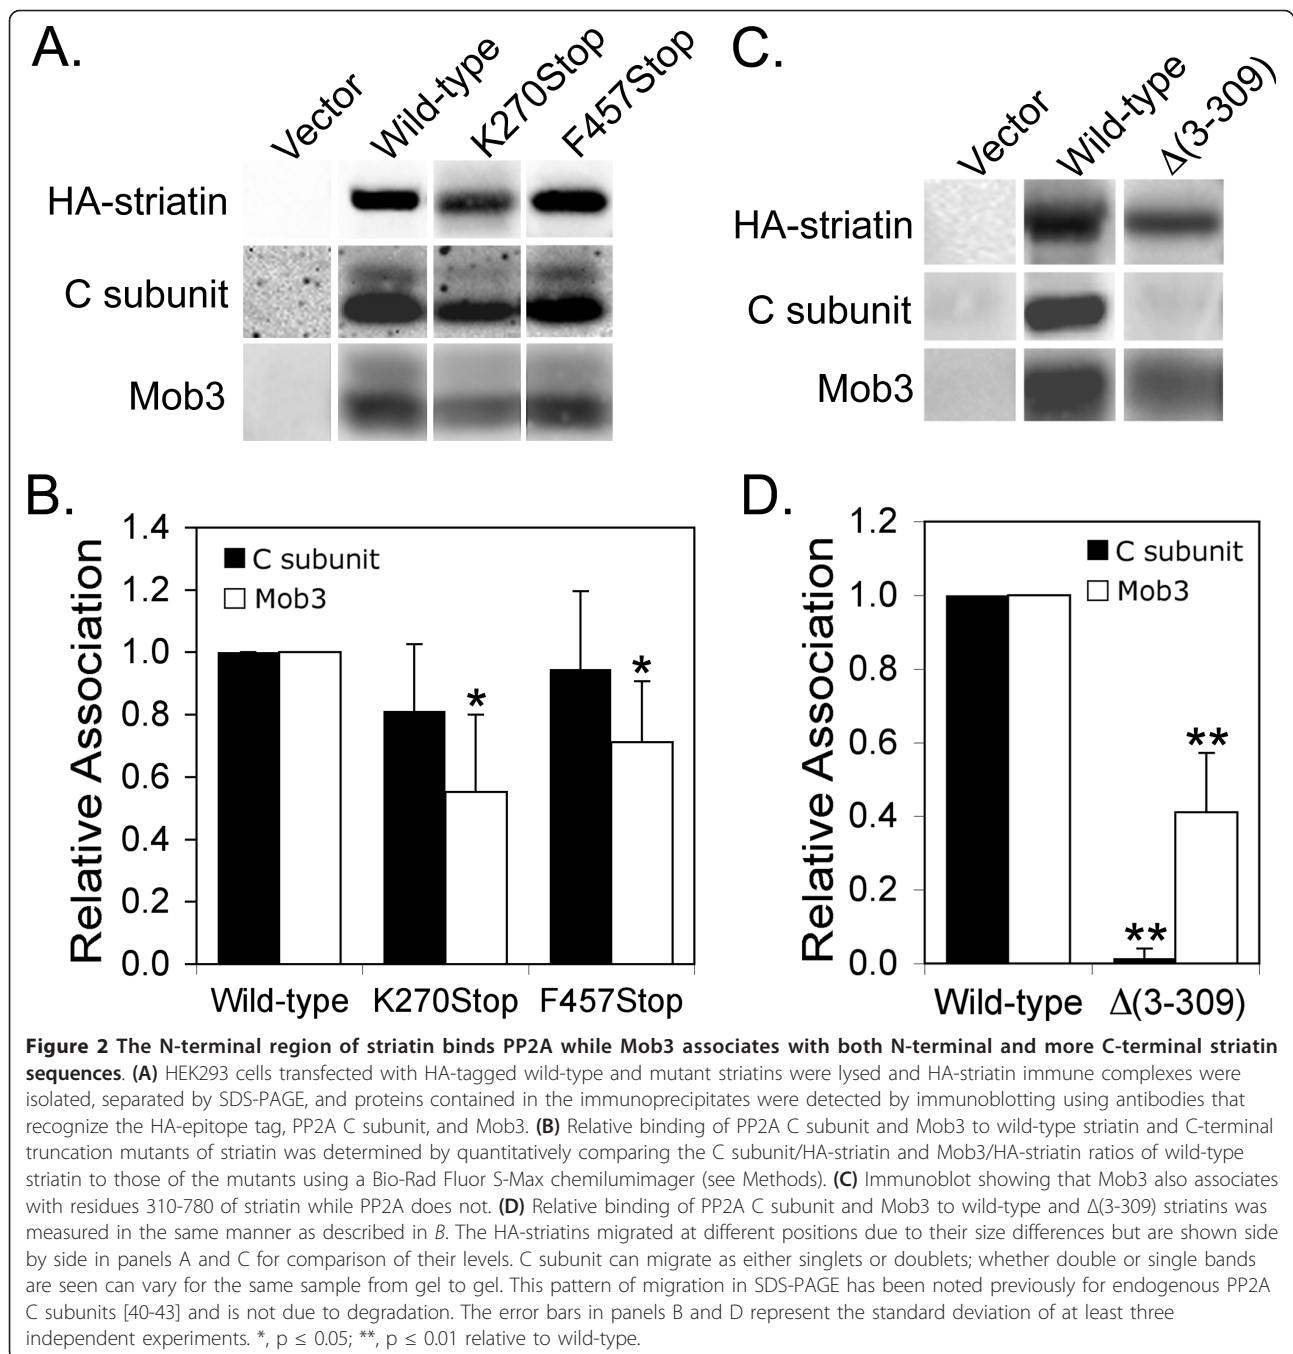 A.
Vector
Wild-type
K270Stop
F457Stop
HA-striatin
C subunit
Mob3
C.
Vector
Wild-type
Δ(3-309)
HA-striatin
C subunit
Mob3
B.
Relative Association
1.4
1.2
1.0
0.8
0.6
0.4
0.2
0.0
C subunit
Mob3
*
*
Wild-type
K270Stop
F457Stop
D.
Relative Association
1.2
1.0
0.8
0.6
0.4
0.2
0.0
C subunit
Mob3
**
**
Wild-type
Δ(3-309)
Figure 2 The N-terminal region of striatin binds PP2A while Mob3 associates with both N-terminal and more C-terminal striatin
sequences. (A) HEK293 cells transfected with HA-tagged wild-type and mutant striatins were lysed and HA-striatin immune complexes were
isolated, separated by SDS-PAGE, and proteins contained in the immunoprecipitates were detected by immunoblotting using antibodies that
recognize the HA-epitope tag, PP2A C subunit, and Mob3. (B) Relative binding of PP2A C subunit and Mob3 to wild-type striatin and C-terminal
truncation mutants of striatin was determined by quantitatively comparing the C subunit/HA-striatin and Mob3/HA-striatin ratios of wild-type
striatin to those of the mutants using a Bio-Rad Fluor S-Max chemilumimager (see Methods). (C) Immunoblot showing that Mob3 also associates
with residues 310-780 of striatin while PP2A does not. (D) Relative binding of PP2A C subunit and Mob3 to wild-type and Δ(3-309) striatins was
measured in the same manner as described in B. The HA-striatins migrated at different positions due to their size differences but are shown side
by side in panels A and C for comparison of their levels. C subunit can migrate as either singlets or doublets; whether double or single bands
are seen can vary for the same sample from gel to gel. This pattern of migration in SDS-PAGE has been noted previously for endogenous PP2A
C subunits [40-43] and is not due to degradation. The error bars in panels B and D represent the standard deviation of at least three
independent experiments. *, p ≤ 0.05; **, p ≤ 0.01 relative to wild-type.